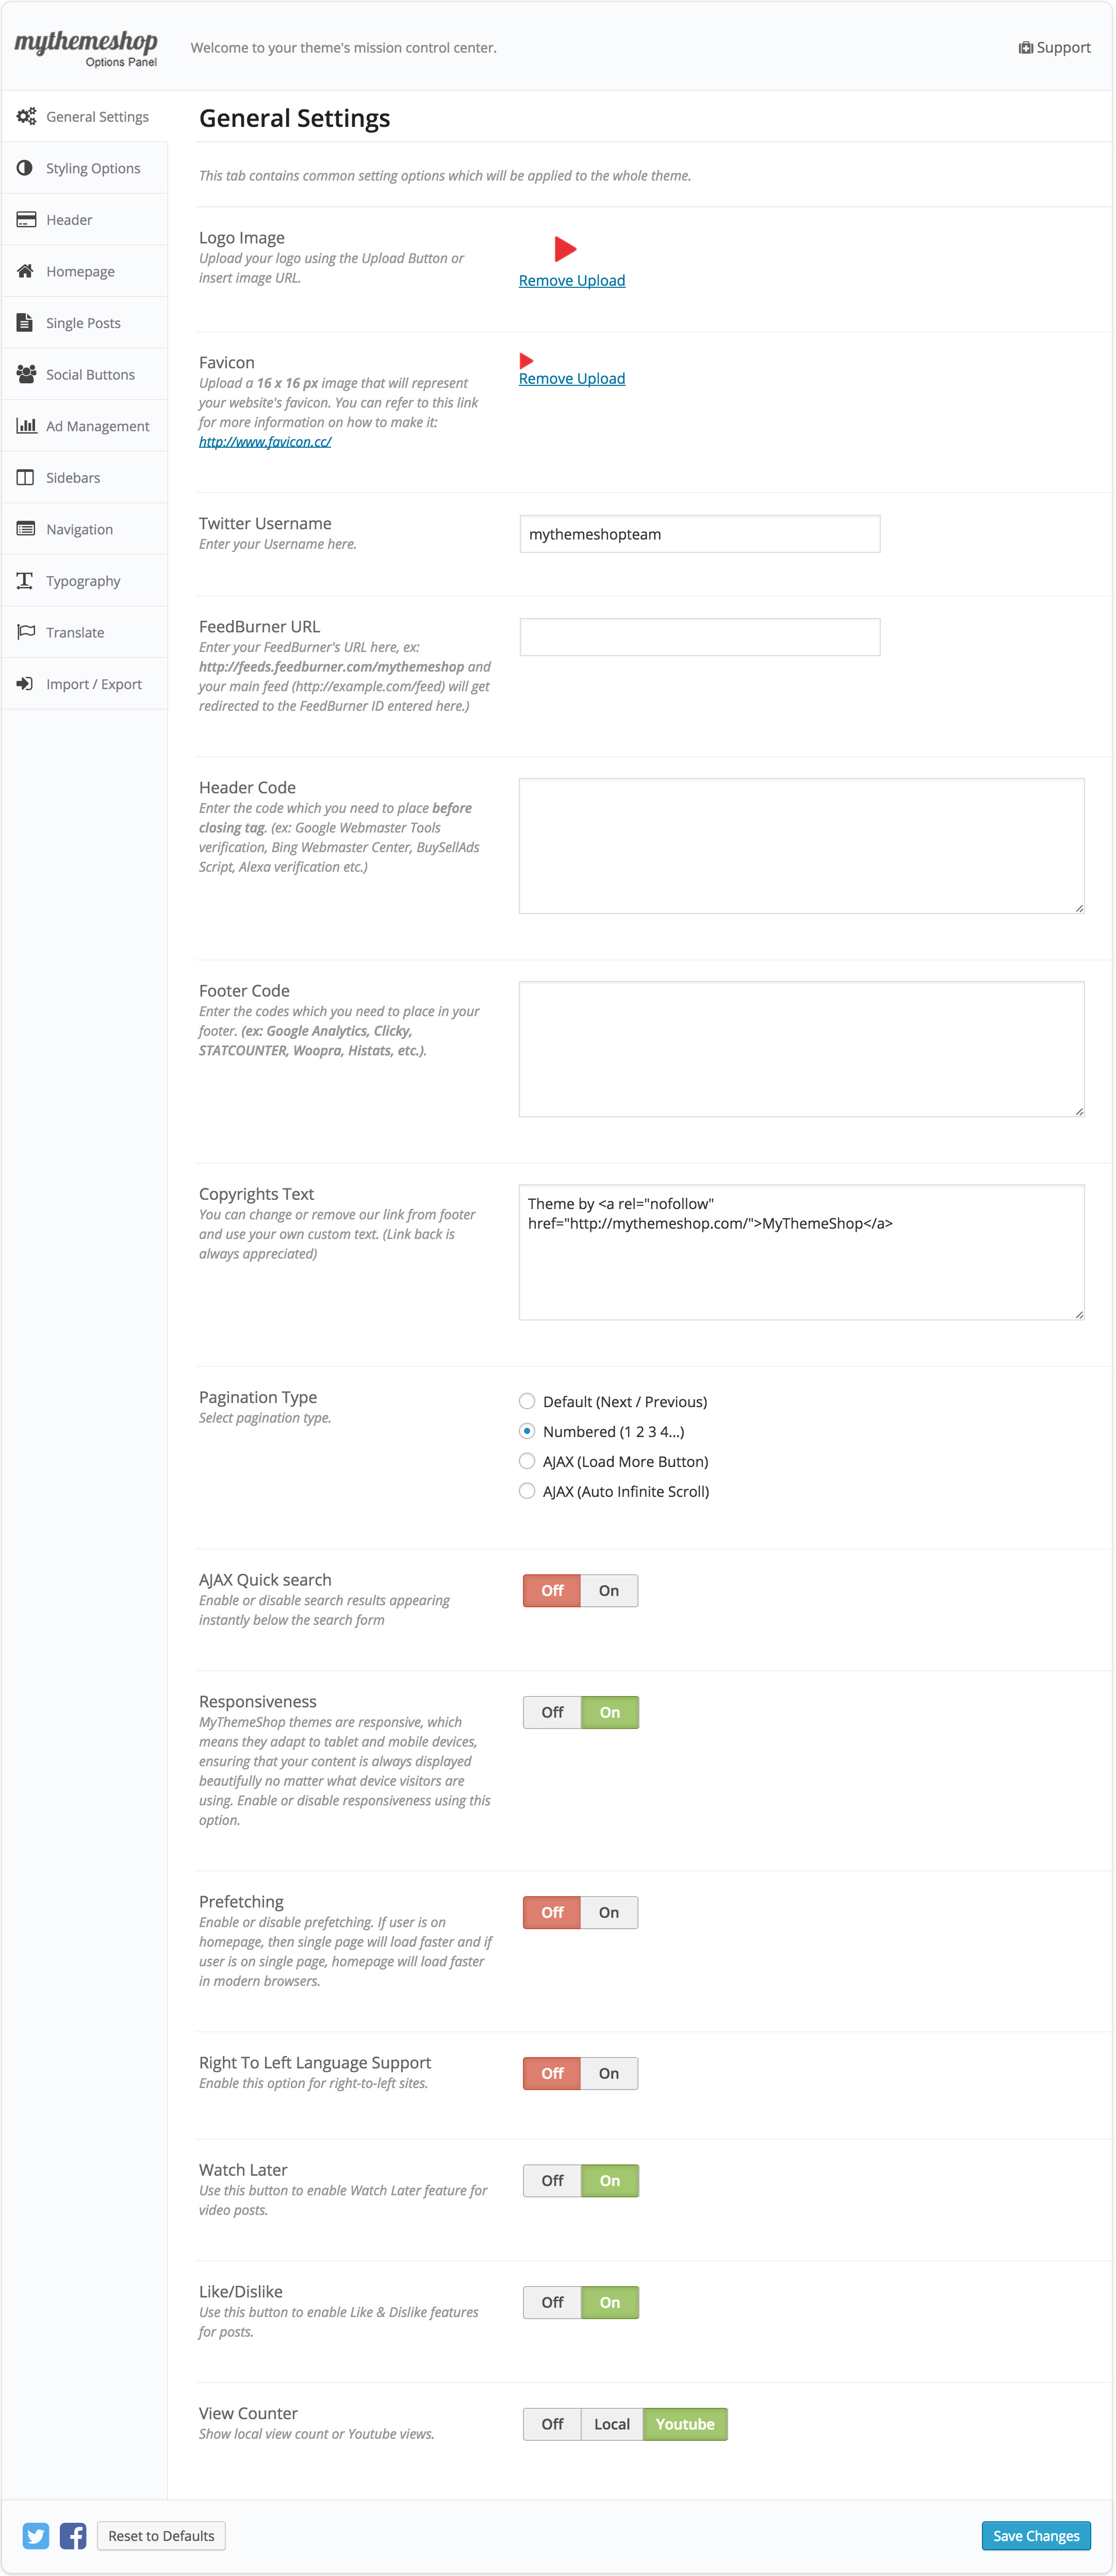 mythemeshop
Options Panel
Welcome to your theme's mission control center.
Support
General Settings
Styling Options
Header
Homepage
Single Posts
Social Buttons
Ad Management
Sidebars
Navigation
Typography
Translate
Import / Export
General Settings
This tab contains common setting options which will be applied to the whole theme.
Logo Image
Upload your logo using the Upload Button or
insert image URL.
Remove Upload
Favicon
Upload a 16 x 16 px image that will represent
your website's favicon. You can refer to this link
for more information on how to make it:
http://www.favicon.cc/
Remove Upload
Twitter Username
Enter your Username here.
mythemeshopteam
FeedBurner URL
Enter your FeedBurner's URL here, ex:
http://feeds.feedburner.com/mythemeshop and
your main feed (http://example.com/feed) will get
redirected to the FeedBurner ID entered here.)
Header Code
Enter the code which you need to place before
closing tag. (ex: Google Webmaster Tools
verification, Bing Webmaster Center, BuySellAds
Script, Alexa verification etc.)
Footer Code
Enter the codes which you need to place in your
footer. (ex: Google Analytics, Clicky,
STATCOUNTER, Woopra, Histats, etc.).
Copyrights Text
You can change or remove our link from footer
and use your own custom text. (Link back is
always appreciated)
Theme by <a rel="nofollow"
href="http://mythemeshop.com/">MyThemeShop</a>
Pagination Type
Select pagination type.
Default (Next / Previous)
Numbered (1 2 3 4...)
AJAX (Load More Button)
AJAX (Auto Infinite Scroll)
AJAX Quick search
Enable or disable search results appearing
instantly below the search form
Off On
Responsiveness
MyThemeShop themes are responsive, which
means they adapt to tablet and mobile devices,
ensuring that your content is always displayed
beautifully no matter what device visitors are
using. Enable or disable responsiveness using this
option.
Off On
Prefetching
Enable or disable prefetching. If user is on
homepage, then single page will load faster and if
user is on single page, homepage will load faster
in modern browsers.
Off On
Right To Left Language Support
Enable this option for right-to-left sites.
Off On
Watch Later
Use this button to enable Watch Later feature for
video posts.
Off On
Like/Dislike
Use this button to enable Like & Dislike features
for posts.
Off On
View Counter
Show local view count or Youtube views.
Off Local Youtube
Reset to Defaults
Save Changes